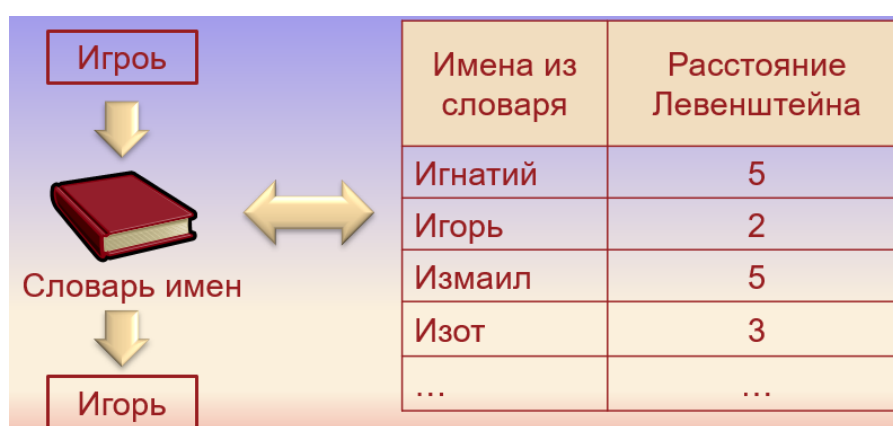 Игроь
Словарь имен
Игорь
Имена из
словаря
Расстояние
Левенштейна
Игнатий 5
Игорь 2
Измаил 5
Изот 3
... ...